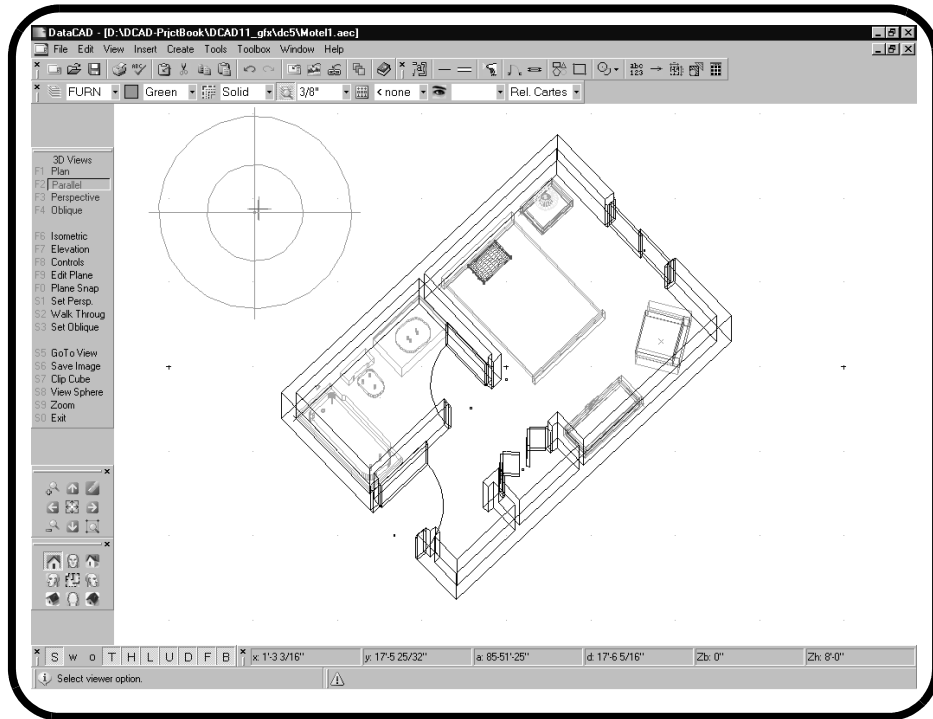 DataCAD - [D:\DCAD-PrjctBook\DCAD11_gfx\dc5\Motel1.aec]
File Edit View Insert Create Tools Toolbox Window Help
ABC
abc
123
FURN Green Solid 3/8" < none Rel. Cartes
3D Views
F1 Plan
F2 Parallel
F3 Perspective
F4 Oblique
F6 Isometric
F7 Elevation
F8 Controls
F9 Edit Plane
F0 Plane Snap
S1 Set Persp.
S2 Walk Throug
S3 Set Oblique
S5 GoTo View
S6 Save Image
S7 Clip Cube
S8 View Sphere
S9 Zoom
S0 Exit
S w o T H L U D F B x: 1'-3 3/16" y: 17'-5 25/32" a: 85-51'-25" d: 17'-6 5/16" Zb: 0" Zh: 8'-0"
Select viewer option.